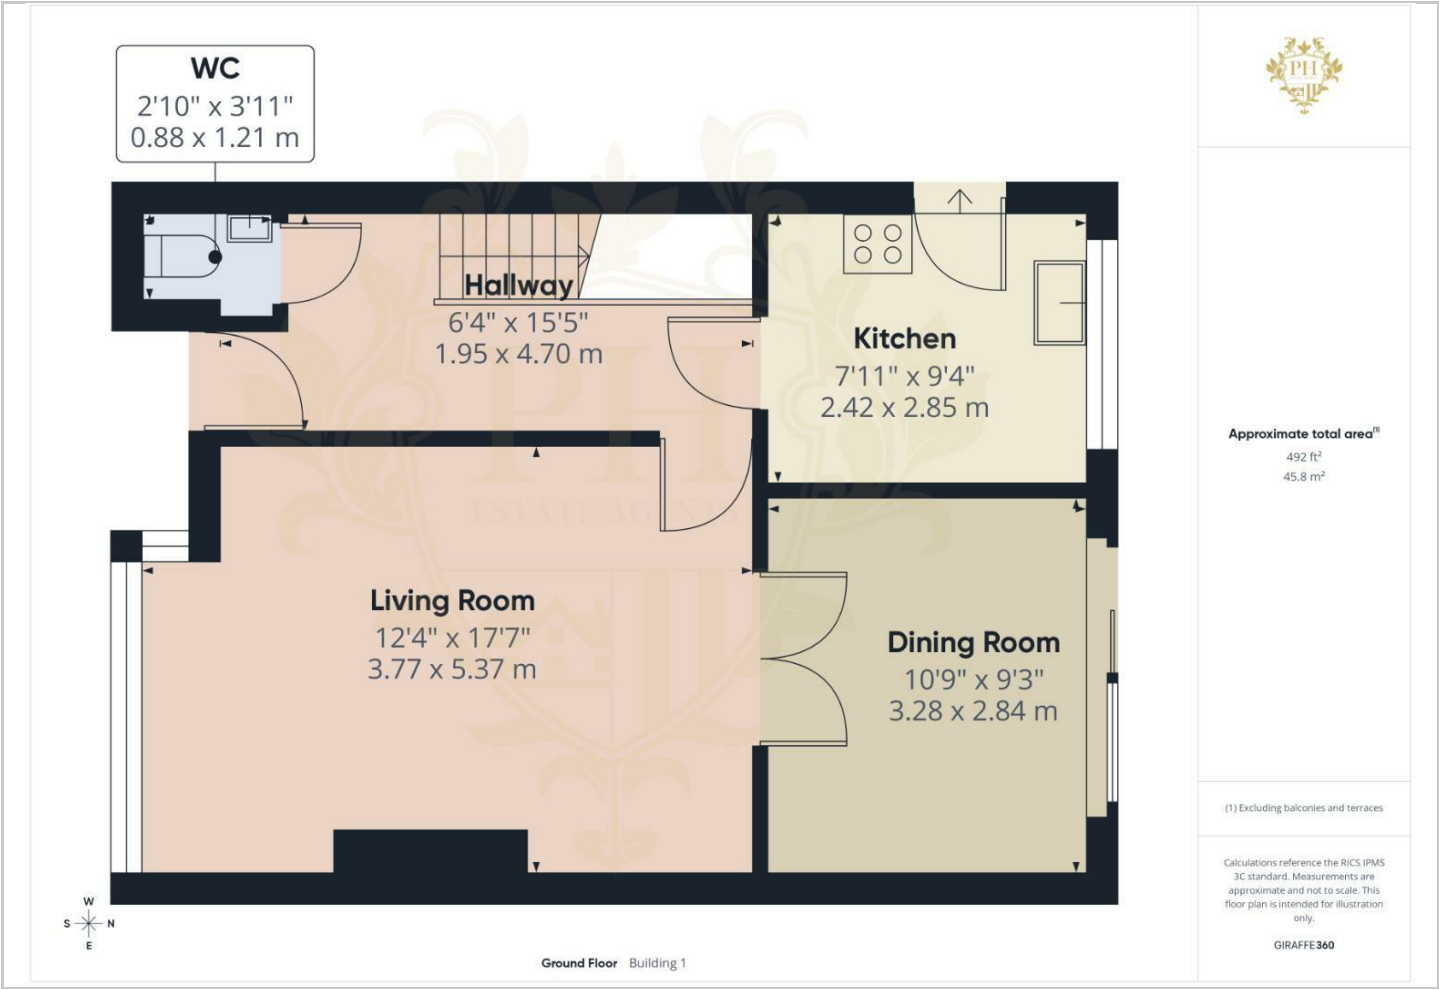 WC
2'10" x 3'11"
0.88 x 1.21 m
PH
Hallway
6'4" x 15'5"
1.95 x 4.70 m
Kitchen
7'11" x 9'4"
2.42 x 2.85 m
PH
ESTATE AGENTS
Living Room
12'4" x 17'7"
3.77 x 5.37 m
Dining Room
10'9" x 9'3"
3.28 x 2.84 m
W
S N
E
Ground Floor Building 1
Approximate total area(1)
492 ft²
45.8 m²
(1) Excluding balconies and terraces
Calculations reference the RICS IPMS
3C standard. Measurements are
approximate and not to scale. This
floor plan is intended for illustration
only.
GIRAFFE360